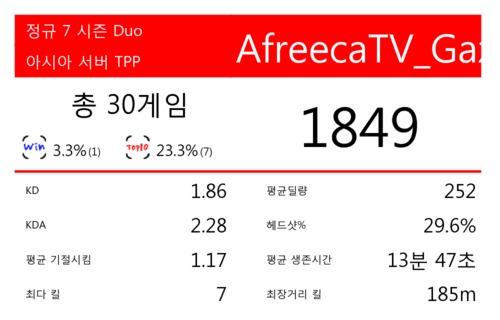 정규 7 시즌 Duo
아시아 서버 TPP
AfreecaTV_Gaz
총 30게임
Win 3.3%(1) TOP10 23.3%(7)
1849
KD 1.86
평균딜량 252
KDA 2.28
헤드샷% 29.6%
평균 기절시킴 1.17
평균 생존시간 13분 47초
최다 킬 7
최장거리 킬 185m